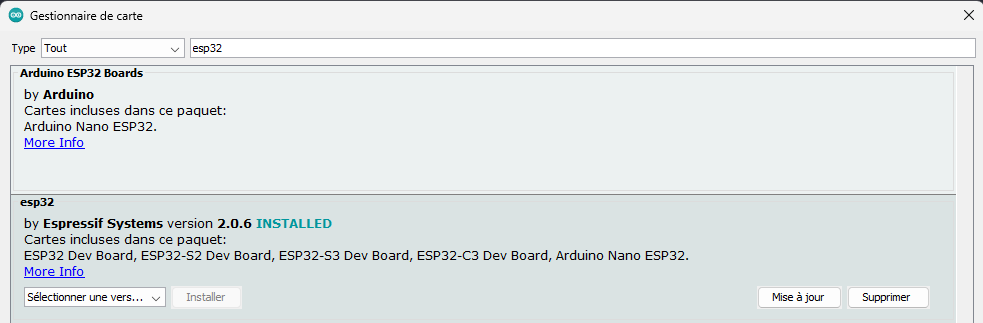 Gestionnaire de carte
Type Tout esp32
Arduino ESP32 Boards
by Arduino
Cartes incluses dans ce paquet:
Arduino Nano ESP32.
More Info
esp32
by Espressif Systems version 2.0.6 INSTALLED
Cartes incluses dans ce paquet:
ESP32 Dev Board, ESP32-S2 Dev Board, ESP32-S3 Dev Board, ESP32-C3 Dev Board, Arduino Nano ESP32.
More Info
Sélectionner une vers... Installer Mise à jour Supprimer